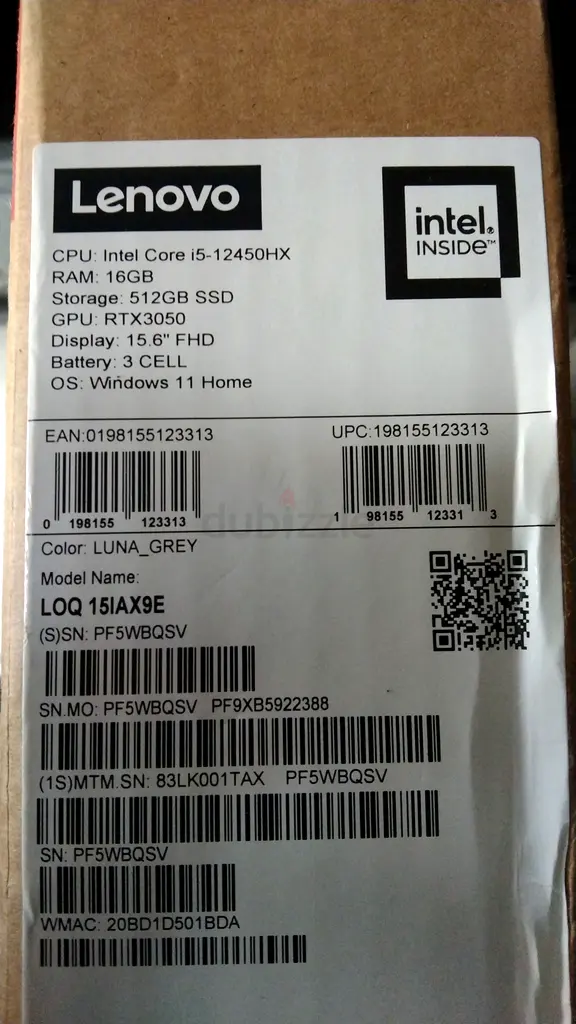 Lenovo
intel.®
INSIDE™
CPU: Intel Core i5-12450HX
RAM: 16GB
Storage: 512GB SSD
GPU: RTX3050
Display: 15.6" FHD
Battery: 3 CELL
OS: Windows 11 Home
EAN:0198155123313
UPC:198155123313
0 198155 123313
1 98155 12331 3
dubizzle
Color: LUNA_GREY
Model Name:
LOQ 15IAX9E
(S)SN: PF5WBQSV
SN.MO: PF5WBQSV PF9XB5922388
(1S)MTM.SN: 83LK001TAX PF5WBQSV
SN: PF5WBQSV
WMAC: 20BD1D501BDA